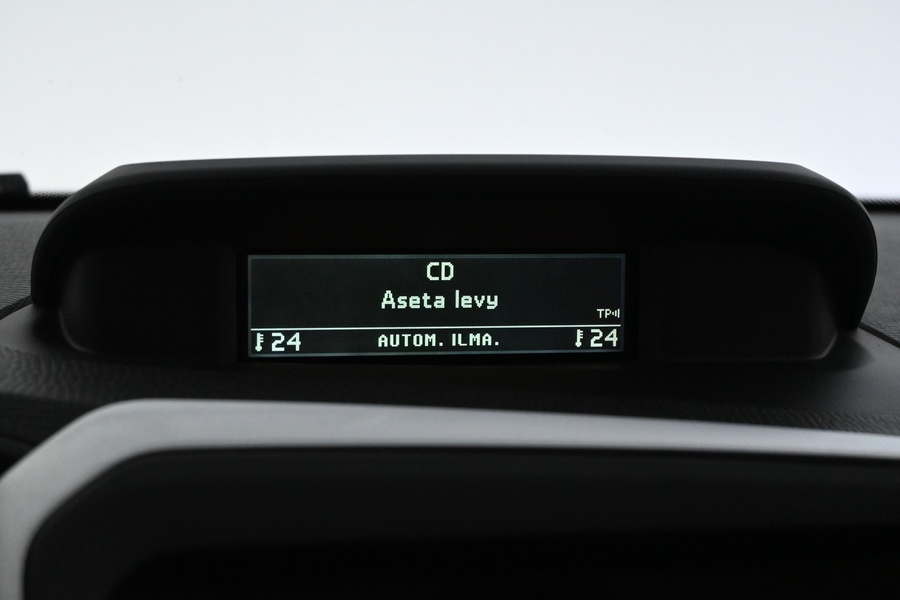 CD
Aseta levy
TP
24 AUTOM. ILMA. 24